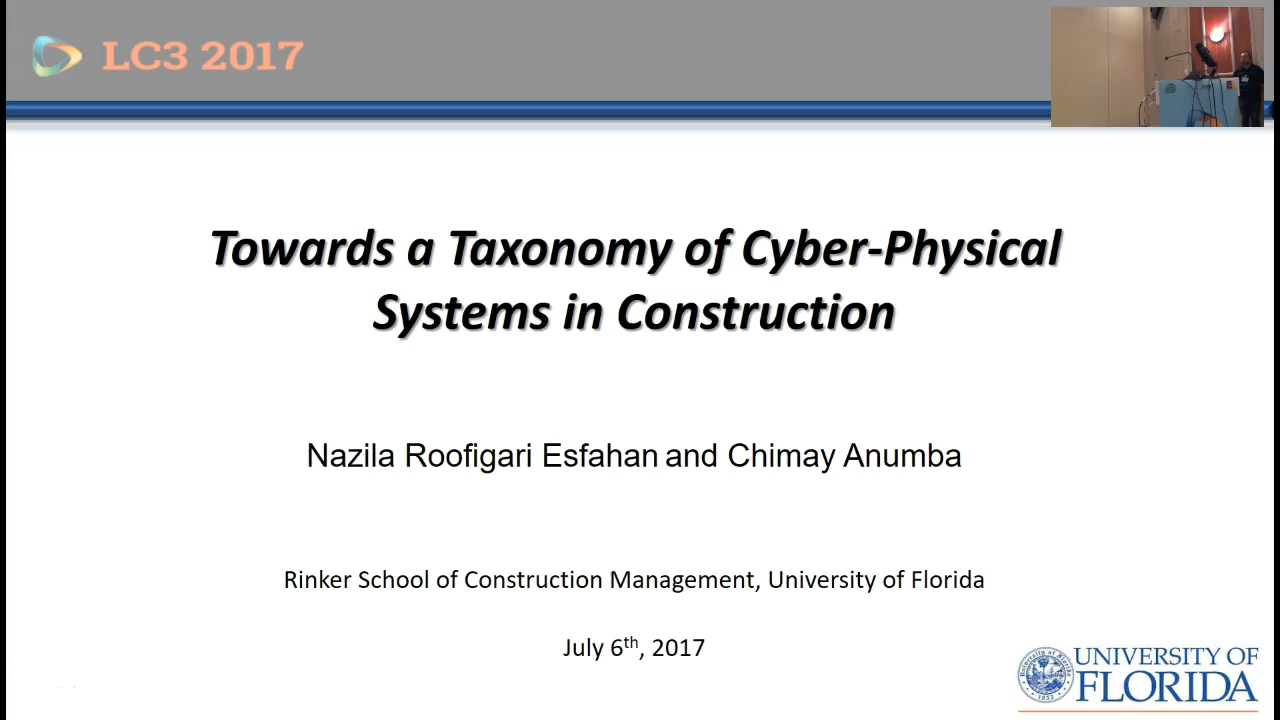 LC3 2017
Towards a Taxonomy of Cyber-Physical
Systems in Construction
Nazila Roofigari Esfahan and Chimay Anumba
Rinker School of Construction Management, University of Florida
July 6th, 2017
UNIVERSITY OF
FLORIDA